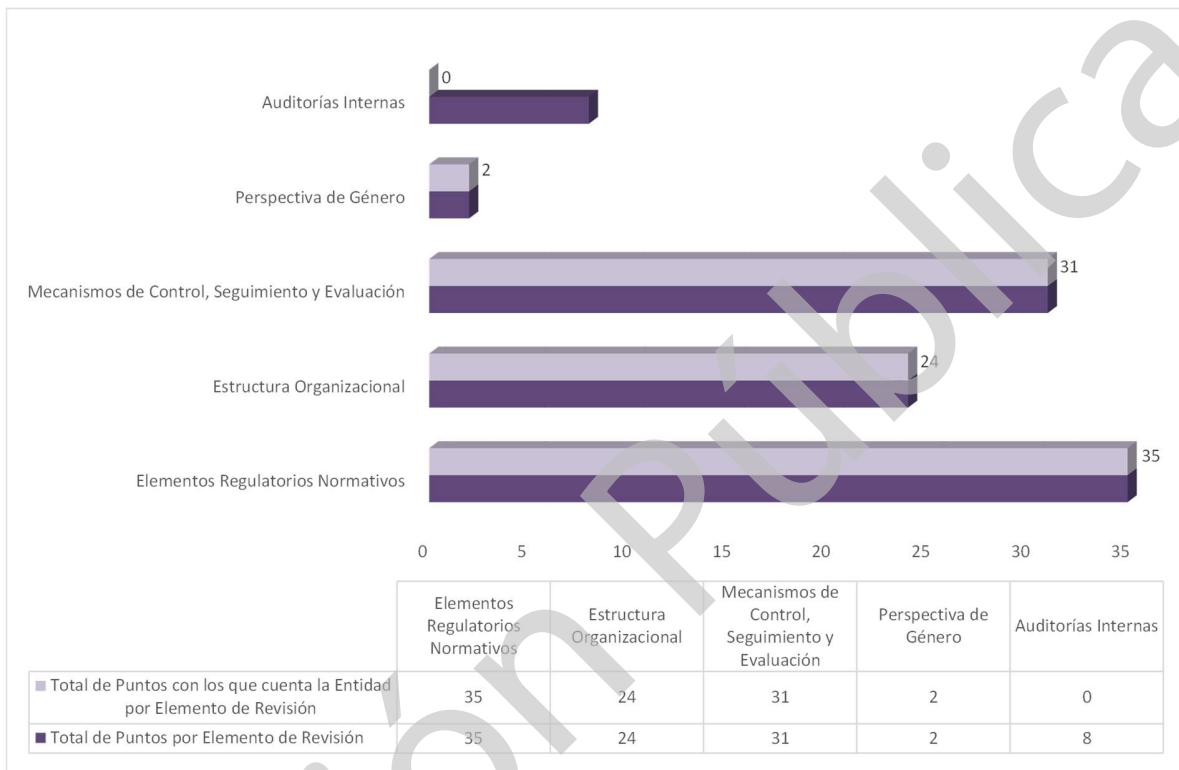 0
Auditorías Internas
2
Perspectiva de Género
31
Mecanismos de Control, Seguimiento y Evaluación
24
Estructura Organizacional
35
Elementos Regulatorios Normativos
0 5 10 15 20 25 30 35
Elementos
Regulatorios
Normativos
Estructura
Organizacional
Mecanismos de
Control,
Seguimiento y
Evaluación
Perspectiva de
Género
Auditorías Internas
Total de Puntos con los que cuenta la Entidad
por Elemento de Revisión
35 24 31 2 0
Total de Puntos por Elemento de Revisión 35 24 31 2 8
ón Pública